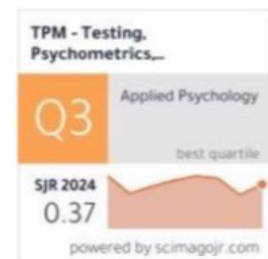 TPM - Testing,
Psychometrics,...
Q3
Applied Psychology
best quartile
SJR 2024
0.37
powered by scimagojr.com